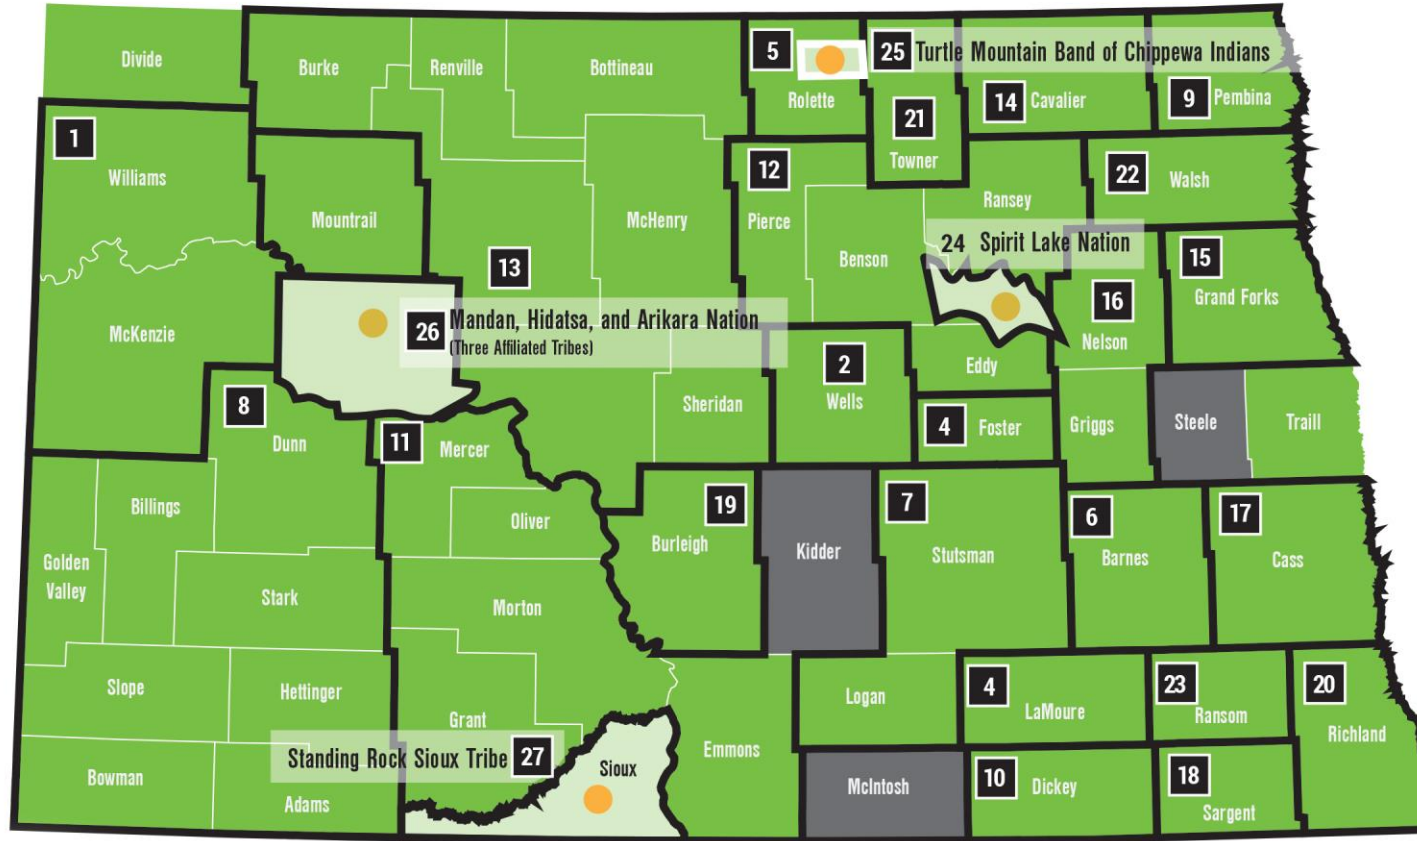 Divide
Burke
Renville
Bottineau
5
Rolette
25 Turtle Mountain Band of Chippewa Indians
21
Towner
14 Cavalier
9 Pembina
1
Williams
Mountrail
McHenry
12
Pierce
Benson
Ransey
22 Walsh
24 Spirit Lake Nation
15
Grand Forks
13
McKenzie
26 Mandan, Hidatsa, and Arikara Nation
(Three Affiliated Tribes)
16
Nelson
2
Wells
Eddy
8
Dunn
11 Mercer
Sheridan
4 Foster
Griggs
Steele
Traill
Billings
Golden
Valley
Oliver
19
Burleigh
Kidder
7
Stutsman
6
Barnes
17
Cass
Stark
Morton
Slope
Hettinger
Grant
Logan
4
LaMoure
23
Ransom
20
Richland
Standing Rock Sioux Tribe 27
Sioux
Emmons
Bowman
Adams
McIntosh
10 Dickey
18
Sargent